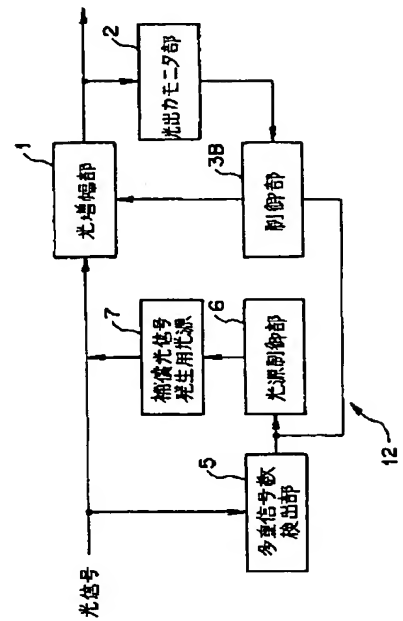 光信号
1
光増幅部
2
光出力モニタ部
3B
制御部
7
補償光信号
発生用光源
6
光源制御部
5
多重信号数
検出部
12